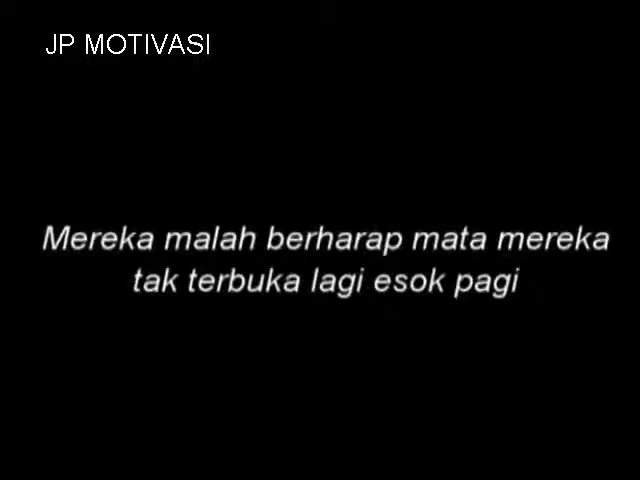 JP MOTIVASI
Mereka malah berharap mata mereka
tak terbuka lagi esok pagi